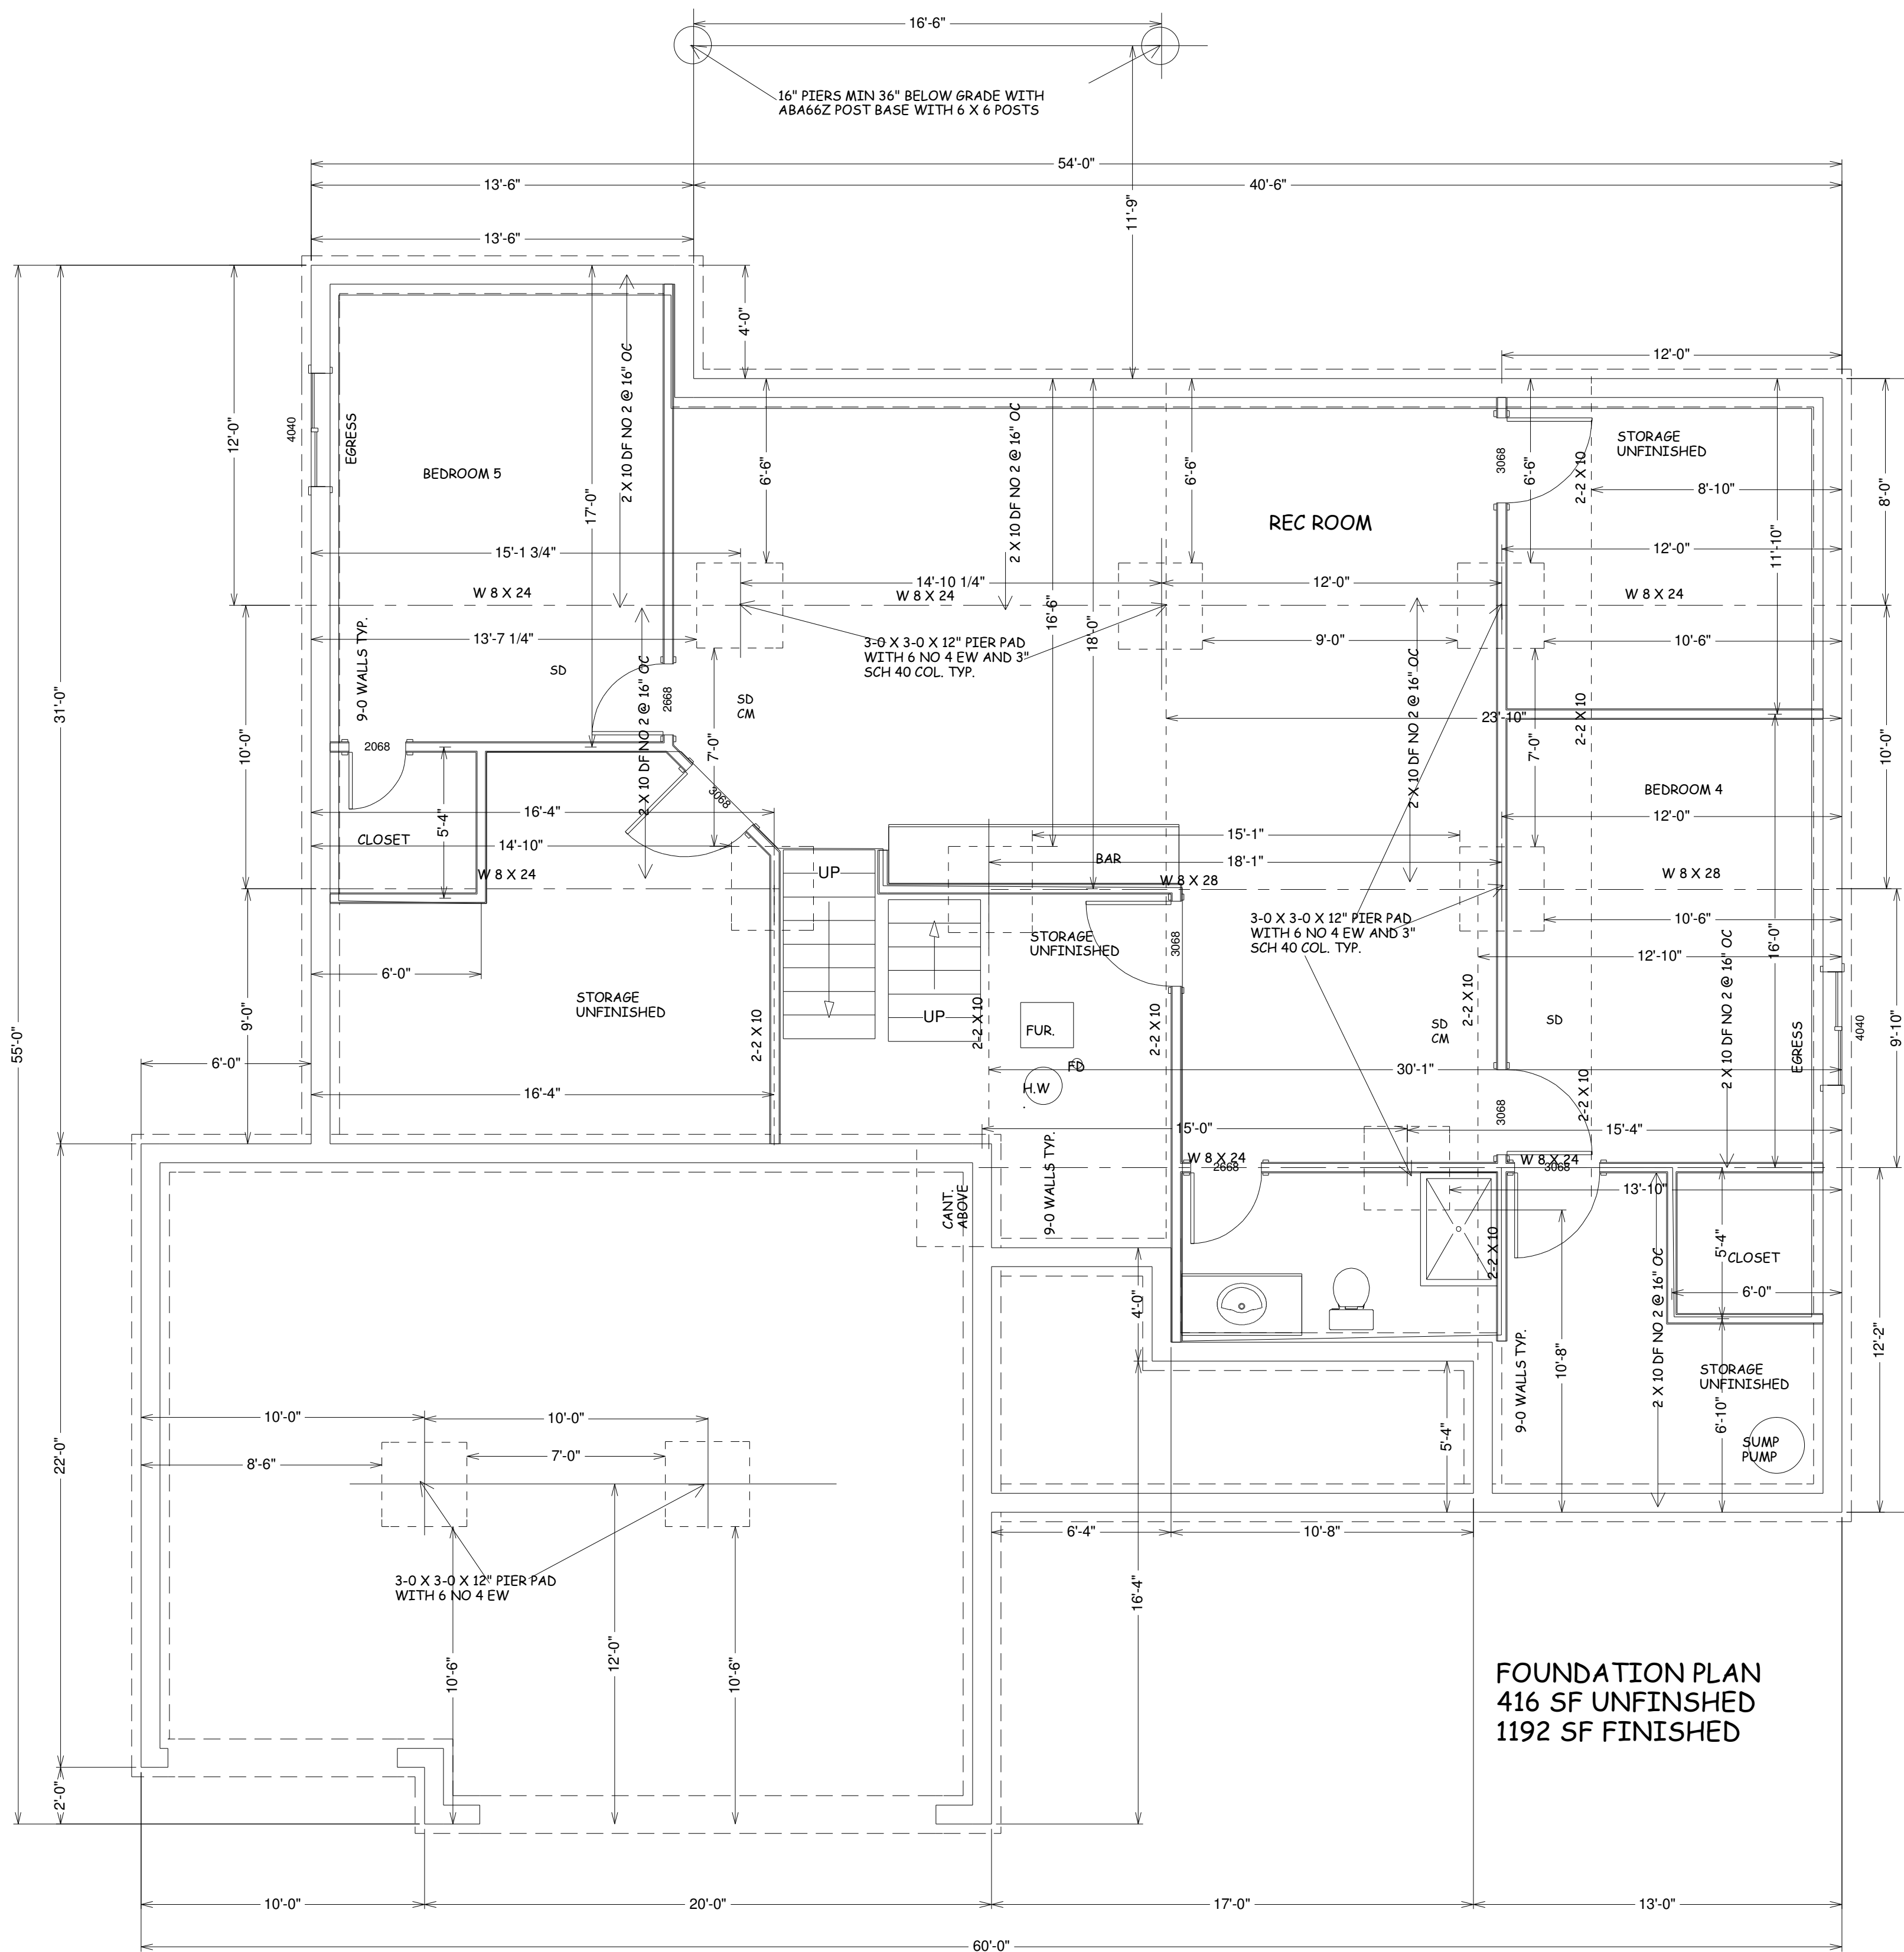 16'-6"
16" PIERS MIN 36" BELOW GRADE WITH
ABA66Z POST BASE WITH 6 X 6 POSTS
54'-0"
13'-6"
40'-6"
11'-9"
13'-6"
4'-0"
12'-0"
12'-0"
4040
EGRESS
BEDROOM 5
17'-0"
2 X 10 DF NO 2 @ 16" OC
6'-6"
2 X 10 DF NO 2 @ 16" OC
6'-6"
REC ROOM
3068
6'-6"
2-2 X 10
STORAGE
UNFINISHED
8'-10"
11'-10"
8'-0"
15'-1 3/4"
14'-10 1/4"
12'-0"
12'-0"
W 8 X 24
W 8 X 24
W 8 X 24
16'-6"
18'-0"
13'-7 1/4"
3-0 X 3-0 X 12" PIER PAD
WITH 6 NO 4 EW AND 3"
SCH 40 COL. TYP.
9'-0"
10'-6"
9-0 WALLS TYP.
SD
2 X 10 DF NO 2 @ 16" OC
2668
SD
CM
2 X 10 DF NO 2 @ 16" OC
23'-10"
2-2 X 10
31'-0"
10'-0"
2068
7'-0"
7'-0"
10'-0"
3068
BEDROOM 4
16'-4"
12'-0"
CLOSET
5'-4"
14'-10"
15'-1"
BAR
18'-1"
W 8 X 24
UP
W 8 X 28
W 8 X 28
3-0 X 3-0 X 12" PIER PAD
WITH 6 NO 4 EW AND 3"
SCH 40 COL. TYP.
10'-6"
STORAGE
UNFINISHED
3068
12'-10"
16'-0"
2 X 10 DF NO 2 @ 16" OC
6'-0"
STORAGE
UNFINISHED
9'-0"
2-2 X 10
UP
2-2 X 10
FUR.
2-2 X 10
2-2 X 10
SD
CM
SD
EGRESS
4040
9'-10"
55'-0"
6'-0"
FD
30'-1"
H.W
.
16'-4"
2-2 X 10
3068
15'-0"
15'-4"
W 8 X 24
2668
W 8 X 24
3068
13'-10"
CANT.
ABOVE
9-0 WALLS TYP.
2-2 X 10
5'-4"
CLOSET
6'-0"
4'-0"
2 X 10 DF NO 2 @ 16" OC
9-0 WALLS TYP.
10'-8"
12'-2"
STORAGE
UNFINISHED
10'-0"
10'-0"
6'-10"
5'-4"
SUMP
PUMP
22'-0"
8'-6"
7'-0"
6'-4"
10'-8"
3-0 X 3-0 X 12" PIER PAD
WITH 6 NO 4 EW
16'-4"
10'-6"
12'-0"
10'-6"
FOUNDATION PLAN
416 SF UNFINSHED
1192 SF FINISHED
2'-0"
10'-0"
20'-0"
17'-0"
13'-0"
60'-0"